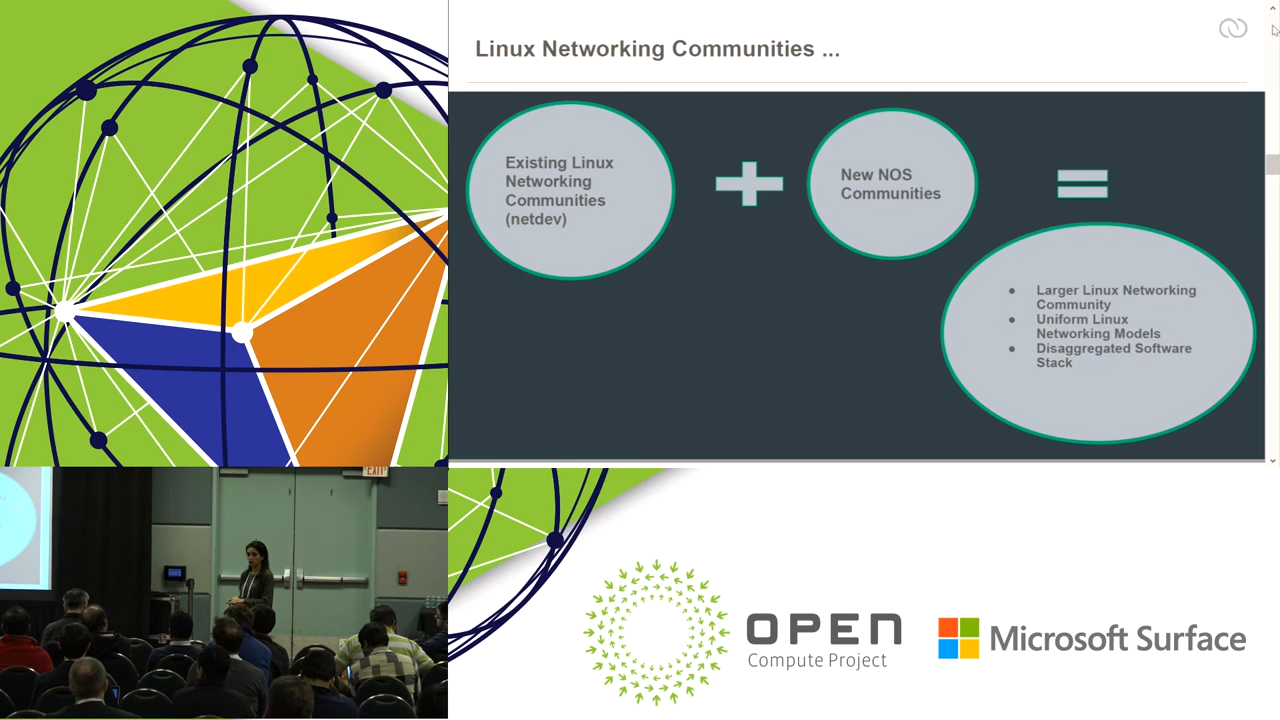 Linux Networking Communities ...
Existing Linux
Networking
Communities
(netdev)
New NOS
Communities
● Larger Linux Networking
Community
● Uniform Linux
Networking Models
● Disaggregated Software
Stack
EXIT
OPEN
Compute Project
Microsoft Surface